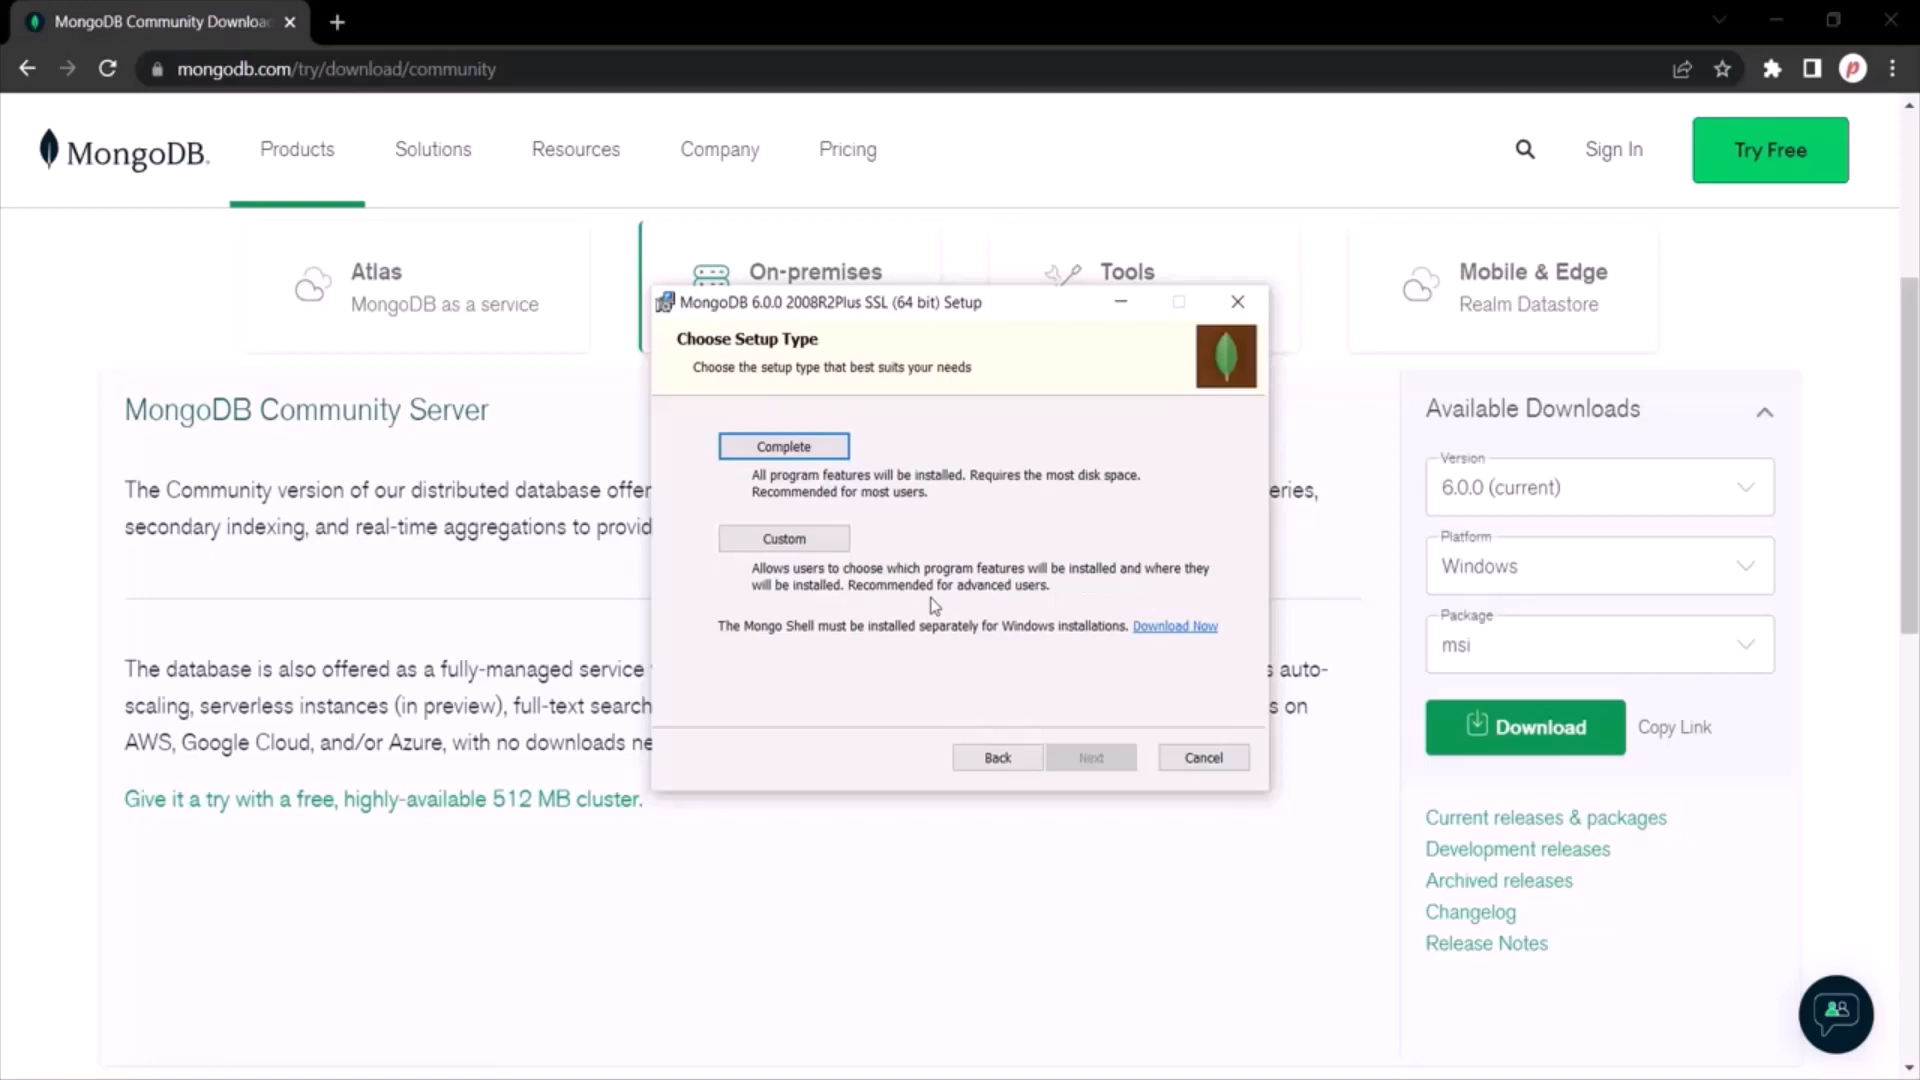 MongoDB Community Downloa
mongodb.com/try/download/community
MongoDB.
Products
Solutions
Resources
Company
Pricing
Sign In
Try Free
Atlas
MongoDB as a service
On-premises
Tools
Mobile & Edge
Realm Datastore
MongoDB 6.0.0 2008R2Plus SSL (64 bit) Setup
Choose Setup Type
Choose the setup type that best suits your needs
Complete
All program features will be installed. Requires the most disk space.
Recommended for most users.
Custom
Allows users to choose which program features will be installed and where they
will be installed. Recommended for advanced users.
The Mongo Shell must be installed separately for Windows installations. Download Now
Back
Next
Cancel
MongoDB Community Server
The Community version of our distributed database offer eries,
secondary indexing, and real-time aggregations to provid
The database is also offered as a fully-managed service s auto-
scaling, serverless instances (in preview), full-text search s on
AWS, Google Cloud, and/or Azure, with no downloads ne
Give it a try with a free, highly-available 512 MB cluster.
Available Downloads
Version
6.0.0 (current)
Platform
Windows
Package
msi
Download
Copy Link
Current releases & packages
Development releases
Archived releases
Changelog
Release Notes